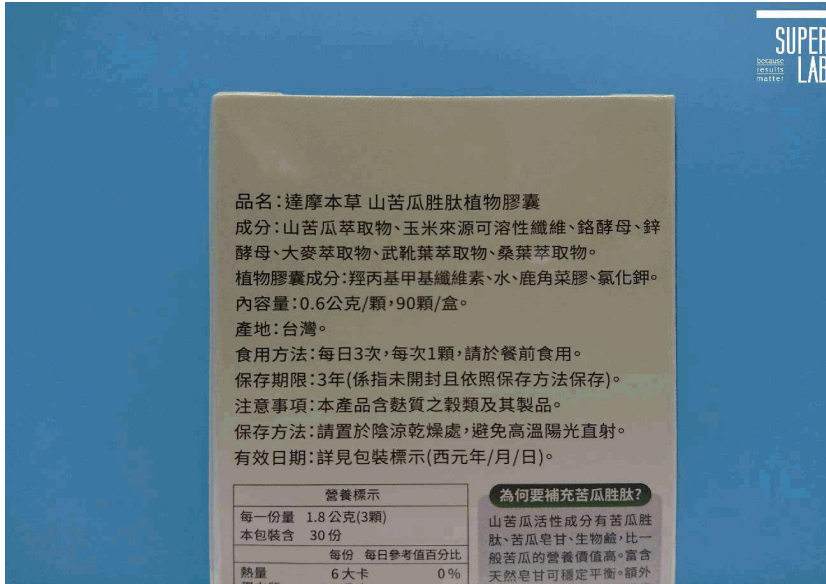 SUPER
LAB
because
results
matter
品名:達摩本草 山苦瓜胜肽植物膠囊
成分:山苦瓜萃取物、玉米來源可溶性纖維、鉻酵母、鋅
酵母、大麥萃取物、武靴葉萃取物、桑葉萃取物。
植物膠囊成分:羥丙基甲基纖維素、水、鹿角菜膠、氯化鉀。
內容量:0.6公克/顆,90顆/盒。
產地:台灣。
食用方法:每日3次,每次1顆,請於餐前食用。
保存期限:3年(係指未開封且依照保存方法保存)。
注意事項:本產品含麩質之穀類及其製品。
保存方法:請置於陰涼乾燥處,避免高溫陽光直射。
有效日期:詳見包裝標示(西元年/月/日)。
營養標示
每一份量 1.8公克(3顆)
本包裝含 30份
每份 每日參考值百分比
熱量 6大卡 0%
為何要補充苦瓜胜肽?
山苦瓜活性成分有苦瓜胜
肽、苦瓜皂甘、生物鹼,比一
般苦瓜的營養價值高。富含
天然皂甘可穩定平衡。額外